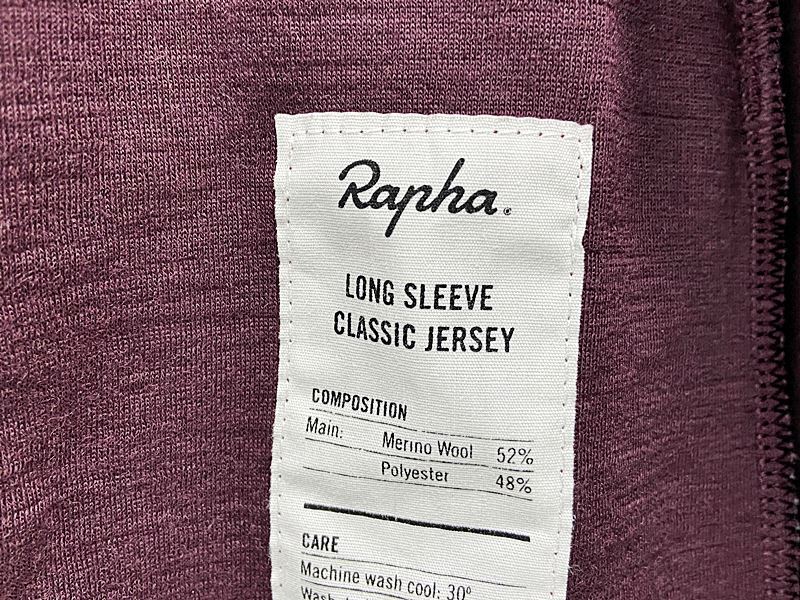 Rapha.
LONG SLEEVE
CLASSIC JERSEY
COMPOSITION
Main: Merino Wool 52%
Polyester 48%
CARE
Machine wash cool: 30°